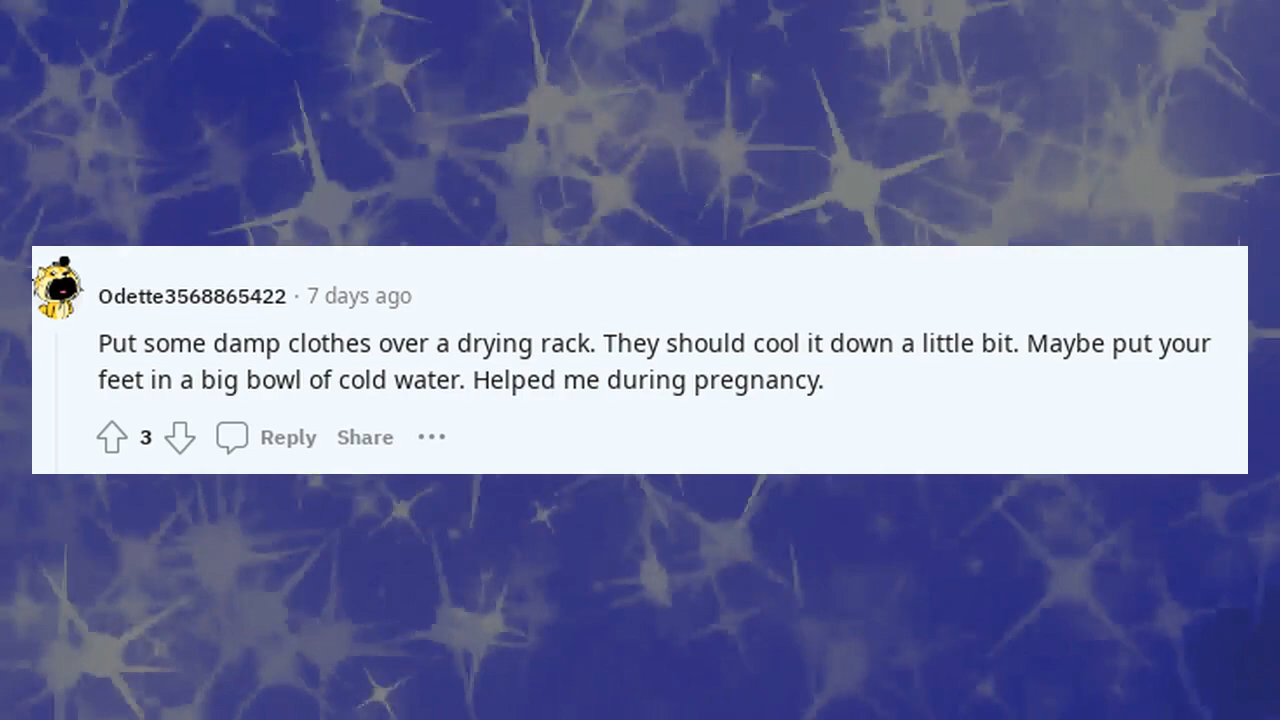 Odette3568865422 · 7 days ago
Put some damp clothes over a drying rack. They should cool it down a little bit. Maybe put your
feet in a big bowl of cold water. Helped me during pregnancy.
3 Reply Share ···